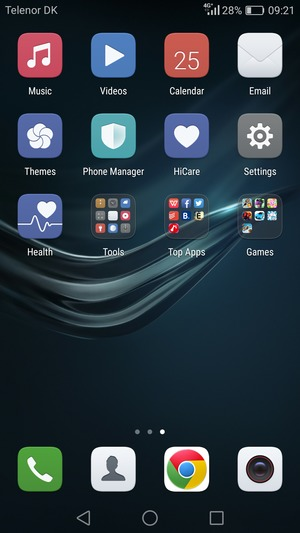 Telenor DK 4G 28% 09:21
25
Music Videos Calendar Email
Themes Phone Manager HiCare Settings
Health Tools Top Apps Games